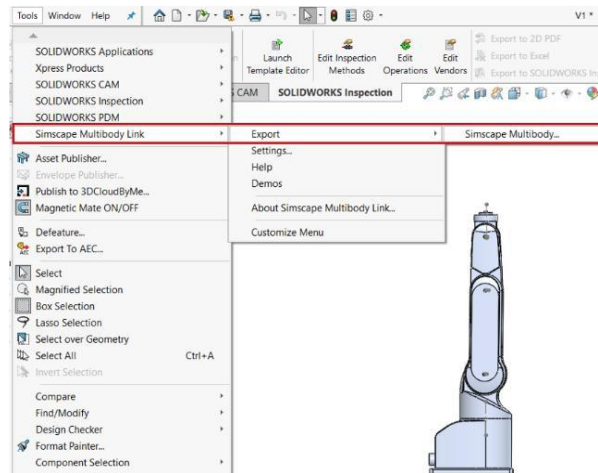 Tools Window Help
V1 *
Launch Template Editor
Edit Inspection Methods
Edit Operations
Edit Vendors
Export to 2D PDF
Export to Excel
Export to SOLIDWORKS In
CAM SOLIDWORKS Inspection
SOLIDWORKS Applications
Xpress Products
SOLIDWORKS CAM
SOLIDWORKS Inspection
SOLIDWORKS PDM
Simscape Multibody Link
Export
Simscape Multibody...
Settings...
Help
Demos
About Simscape Multibody Link...
Customize Menu
Asset Publisher...
Envelope Publisher...
Publish to 3DCloudByMe...
Magnetic Mate ON/OFF
Defeature...
Export To AEC...
Select
Magnified Selection
Box Selection
Lasso Selection
Select over Geometry
Select All Ctrl+A
Invert Selection
Compare
Find/Modify
Design Checker
Format Painter...
Component Selection